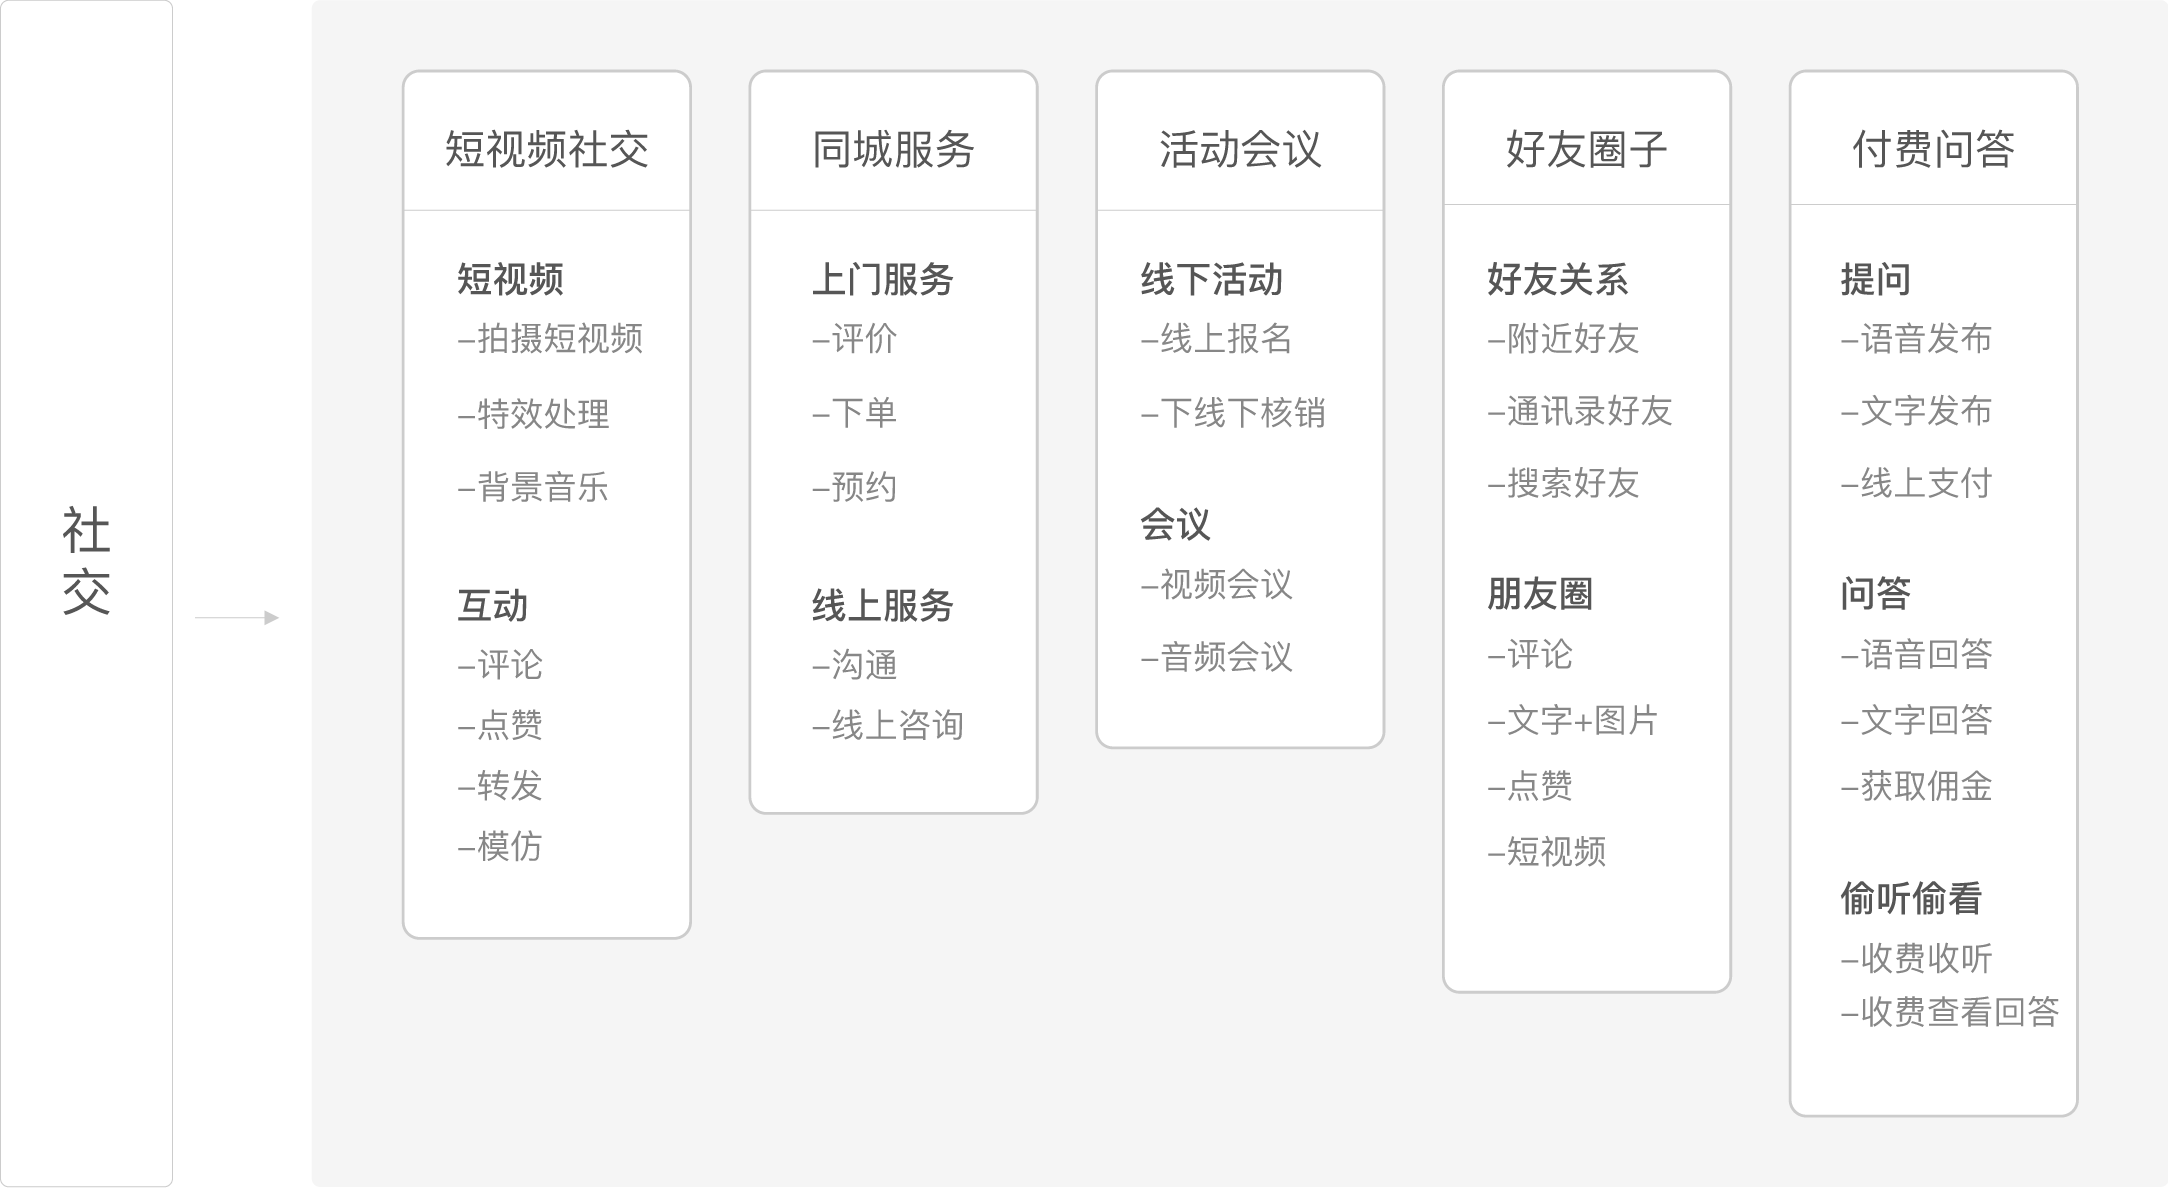 社
交
短视频社交
短视频
–拍摄短视频
–特效处理
–背景音乐
互动
–评论
–点赞
–转发
–模仿
同城服务
上门服务
–评价
–下单
–预约
线上服务
–沟通
–线上咨询
活动会议
线下活动
–线上报名
–下线下核销
会议
–视频会议
–音频会议
好友圈子
好友关系
–附近好友
–通讯录好友
–搜索好友
朋友圈
–评论
–文字+图片
–点赞
–短视频
付费问答
提问
–语音发布
–文字发布
–线上支付
问答
–语音回答
–文字回答
–获取佣金
偷听偷看
–收费收听
–收费查看回答